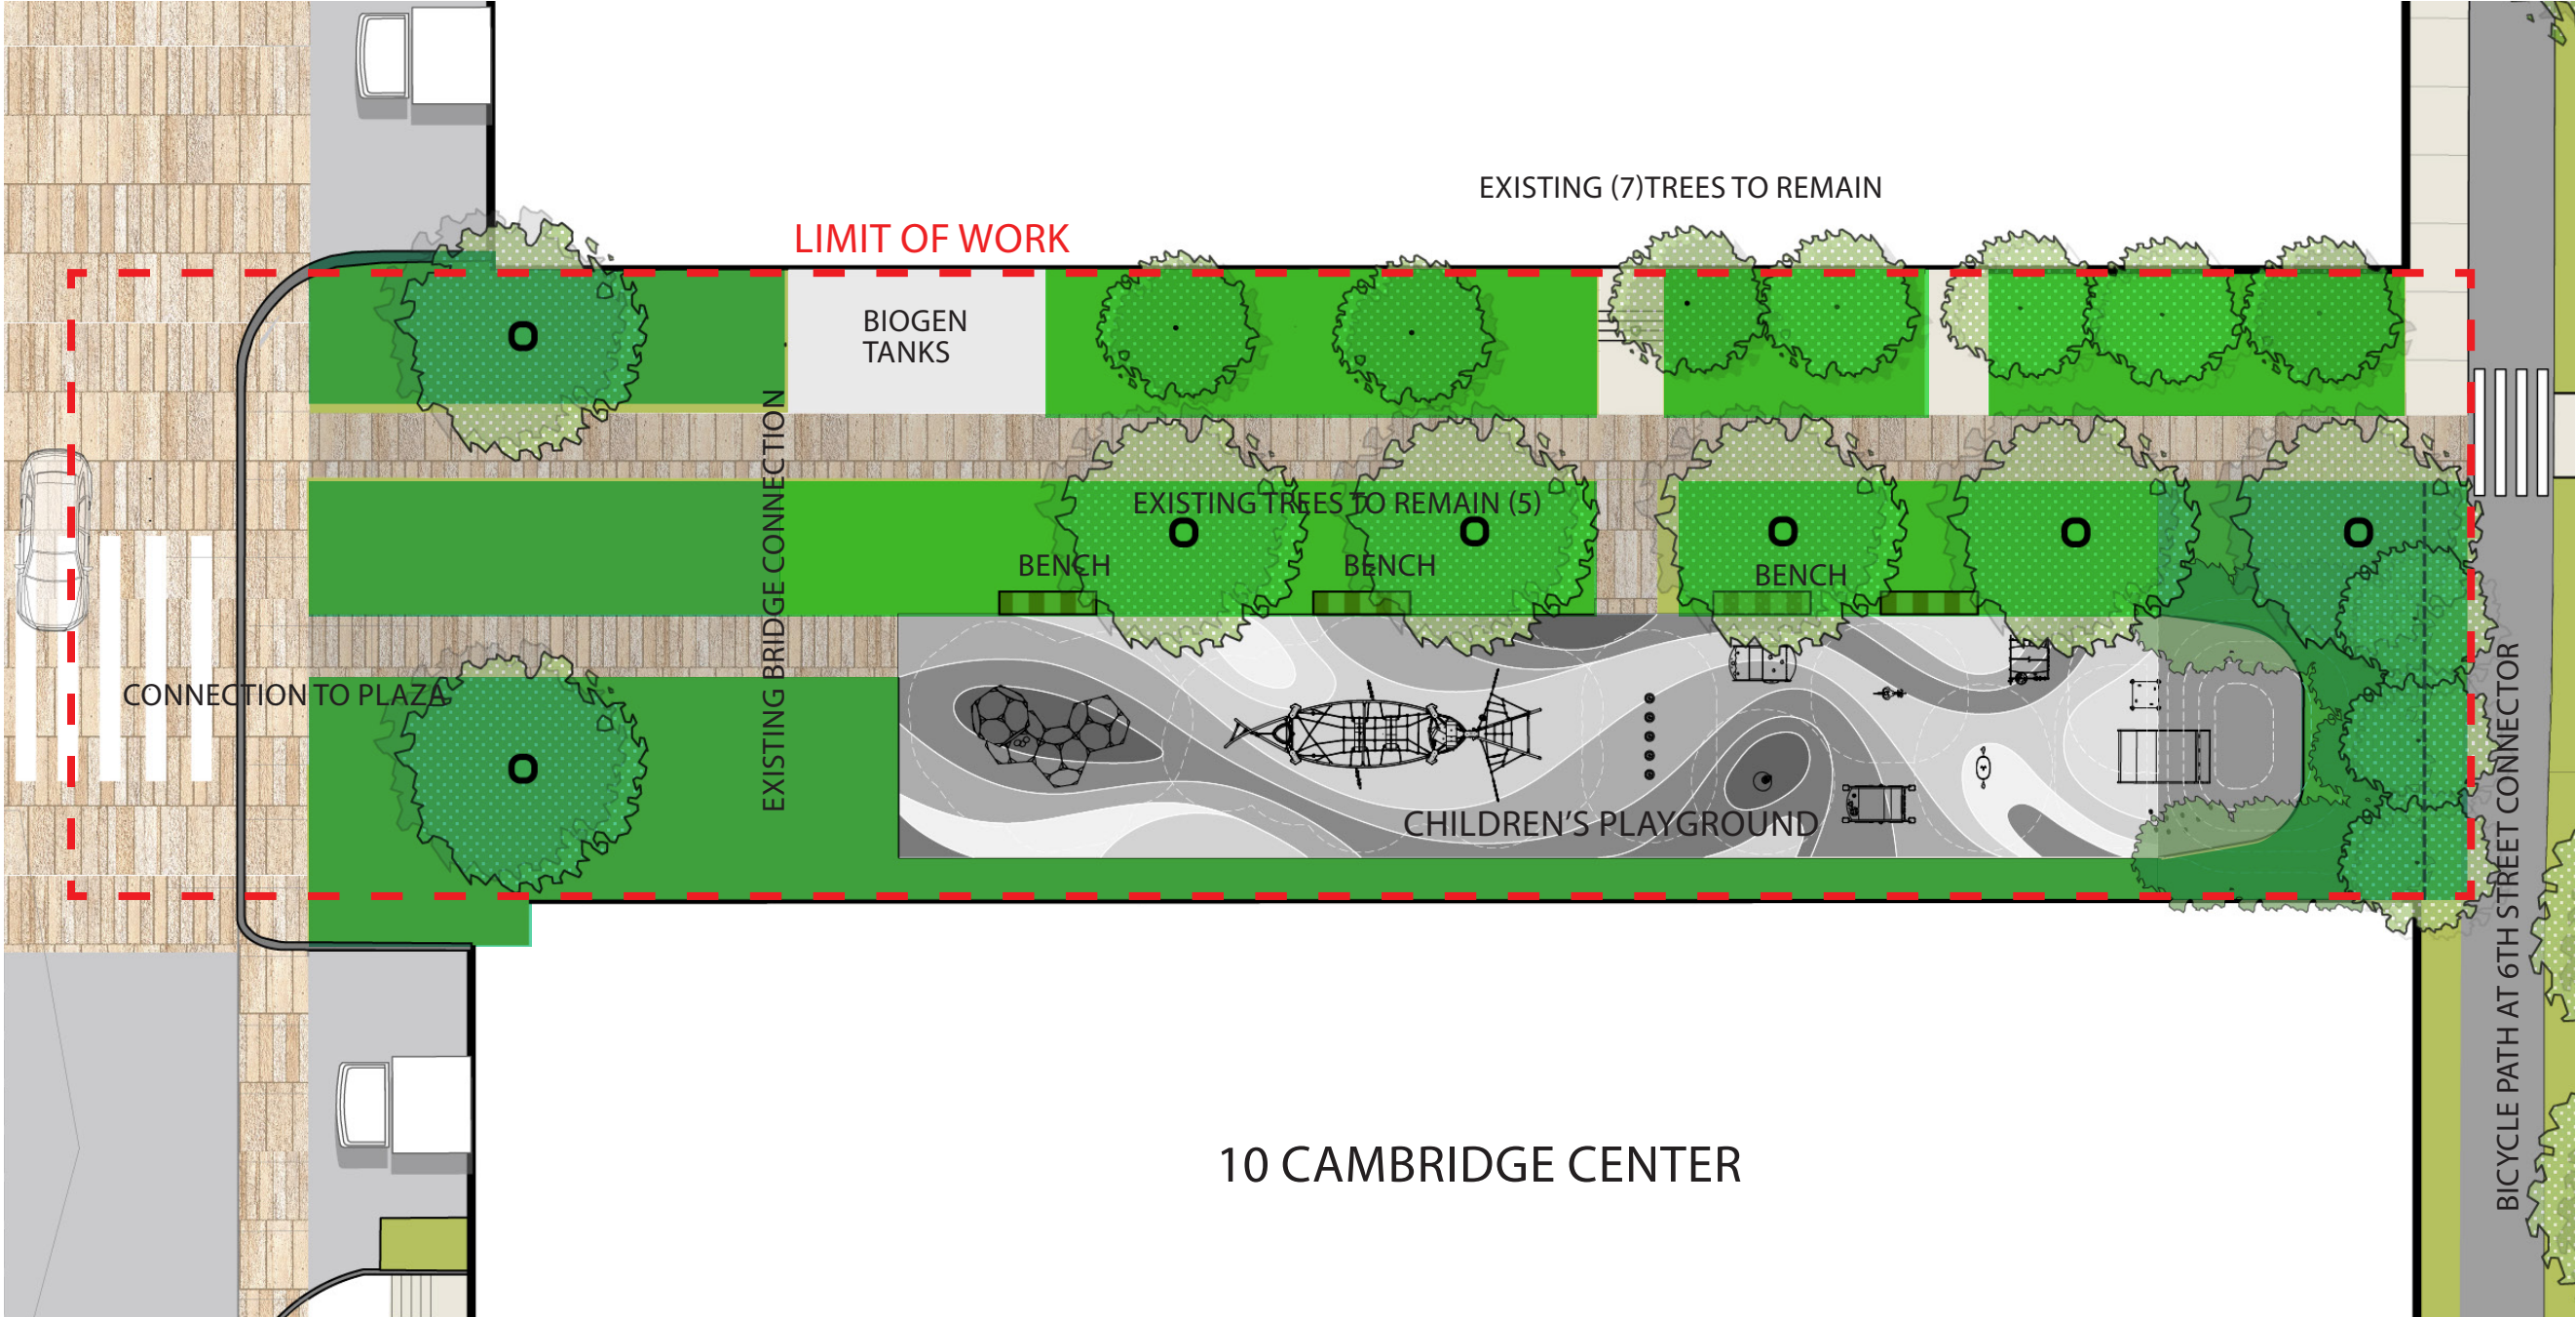 EXISTING (7)TREES TO REMAIN
LIMIT OF WORK
BIOGEN
TANKS
EXISTING TREES TO REMAIN (5)
BENCH
BENCH
BENCH
EXISTING BRIDGE CONNECTION
CONNECTION TO PLAZA
CHILDREN'S PLAYGROUND
BICYCLE PATH AT 6TH STREET CONNECTOR
10 CAMBRIDGE CENTER